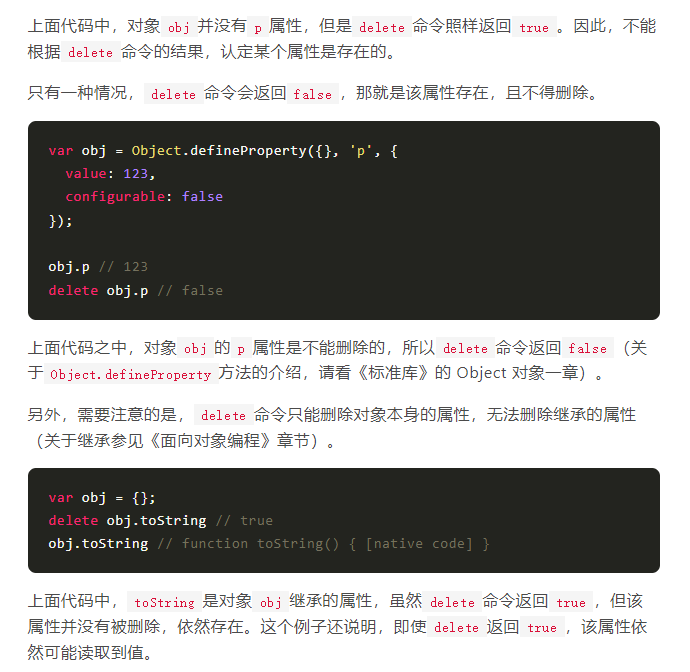 上面代码中，对象 obj 并没有 p 属性，但是 delete 命令照样返回 true 。因此，不能
根据 delete 命令的结果，认定某个属性是存在的。
只有一种情况， delete 命令会返回 false ，那就是该属性存在，且不得删除。
var obj = Object.defineProperty({}, 'p', {
  value: 123,
  configurable: false
});
obj.p // 123
delete obj.p // false
上面代码之中，对象 obj 的 p 属性是不能删除的，所以 delete 命令返回 false （关
于 Object.defineProperty 方法的介绍，请看《标准库》的 Object 对象一章）。
另外，需要注意的是， delete 命令只能删除对象本身的属性，无法删除继承的属性
（关于继承参见《面向对象编程》章节）。
var obj = {};
delete obj.toString // true
obj.toString // function toString() { [native code] }
上面代码中， toString 是对象 obj 继承的属性，虽然 delete 命令返回 true ，但该
属性并没有被删除，依然存在。这个例子还说明，即使 delete 返回 true ，该属性依
然可能读取到值。